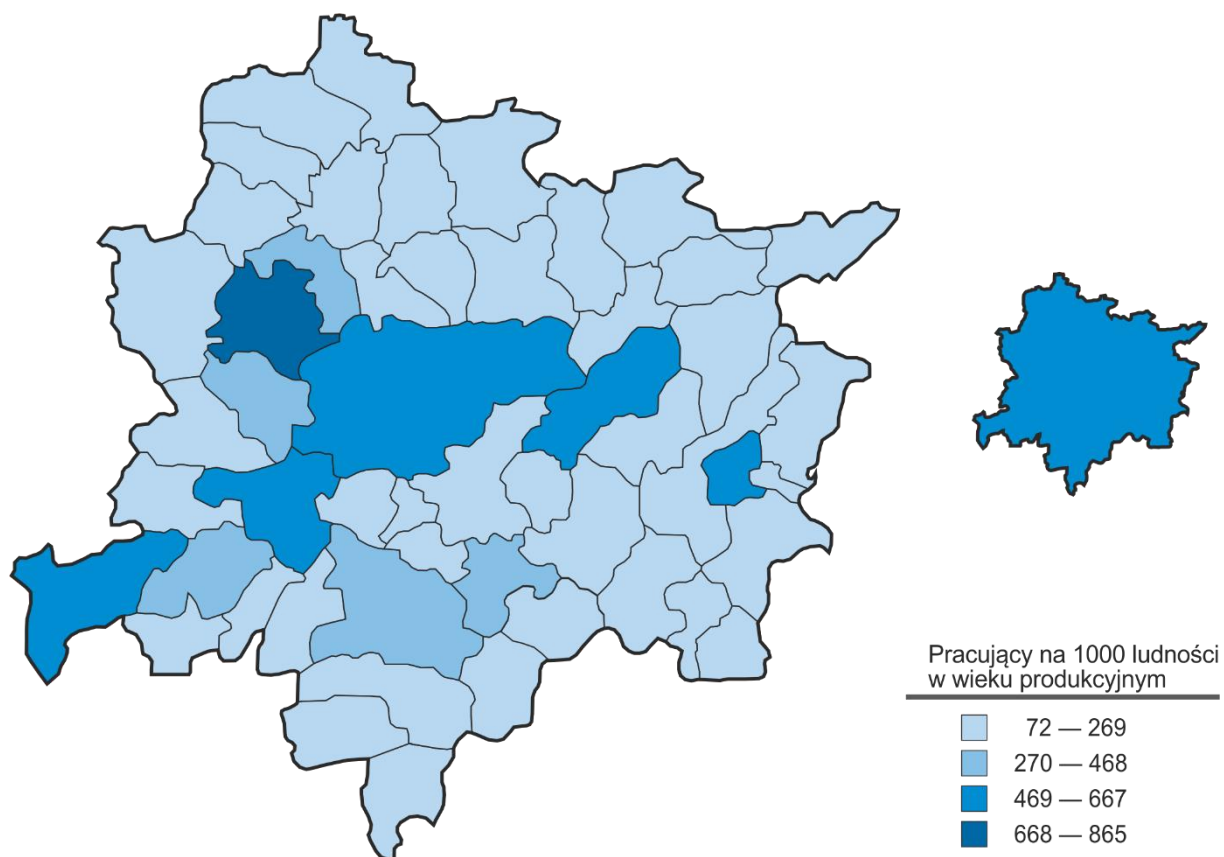 Pracujący na 1000 ludności
w wieku produkcyjnym
72 — 269
270 — 468
469 — 667
668 — 865